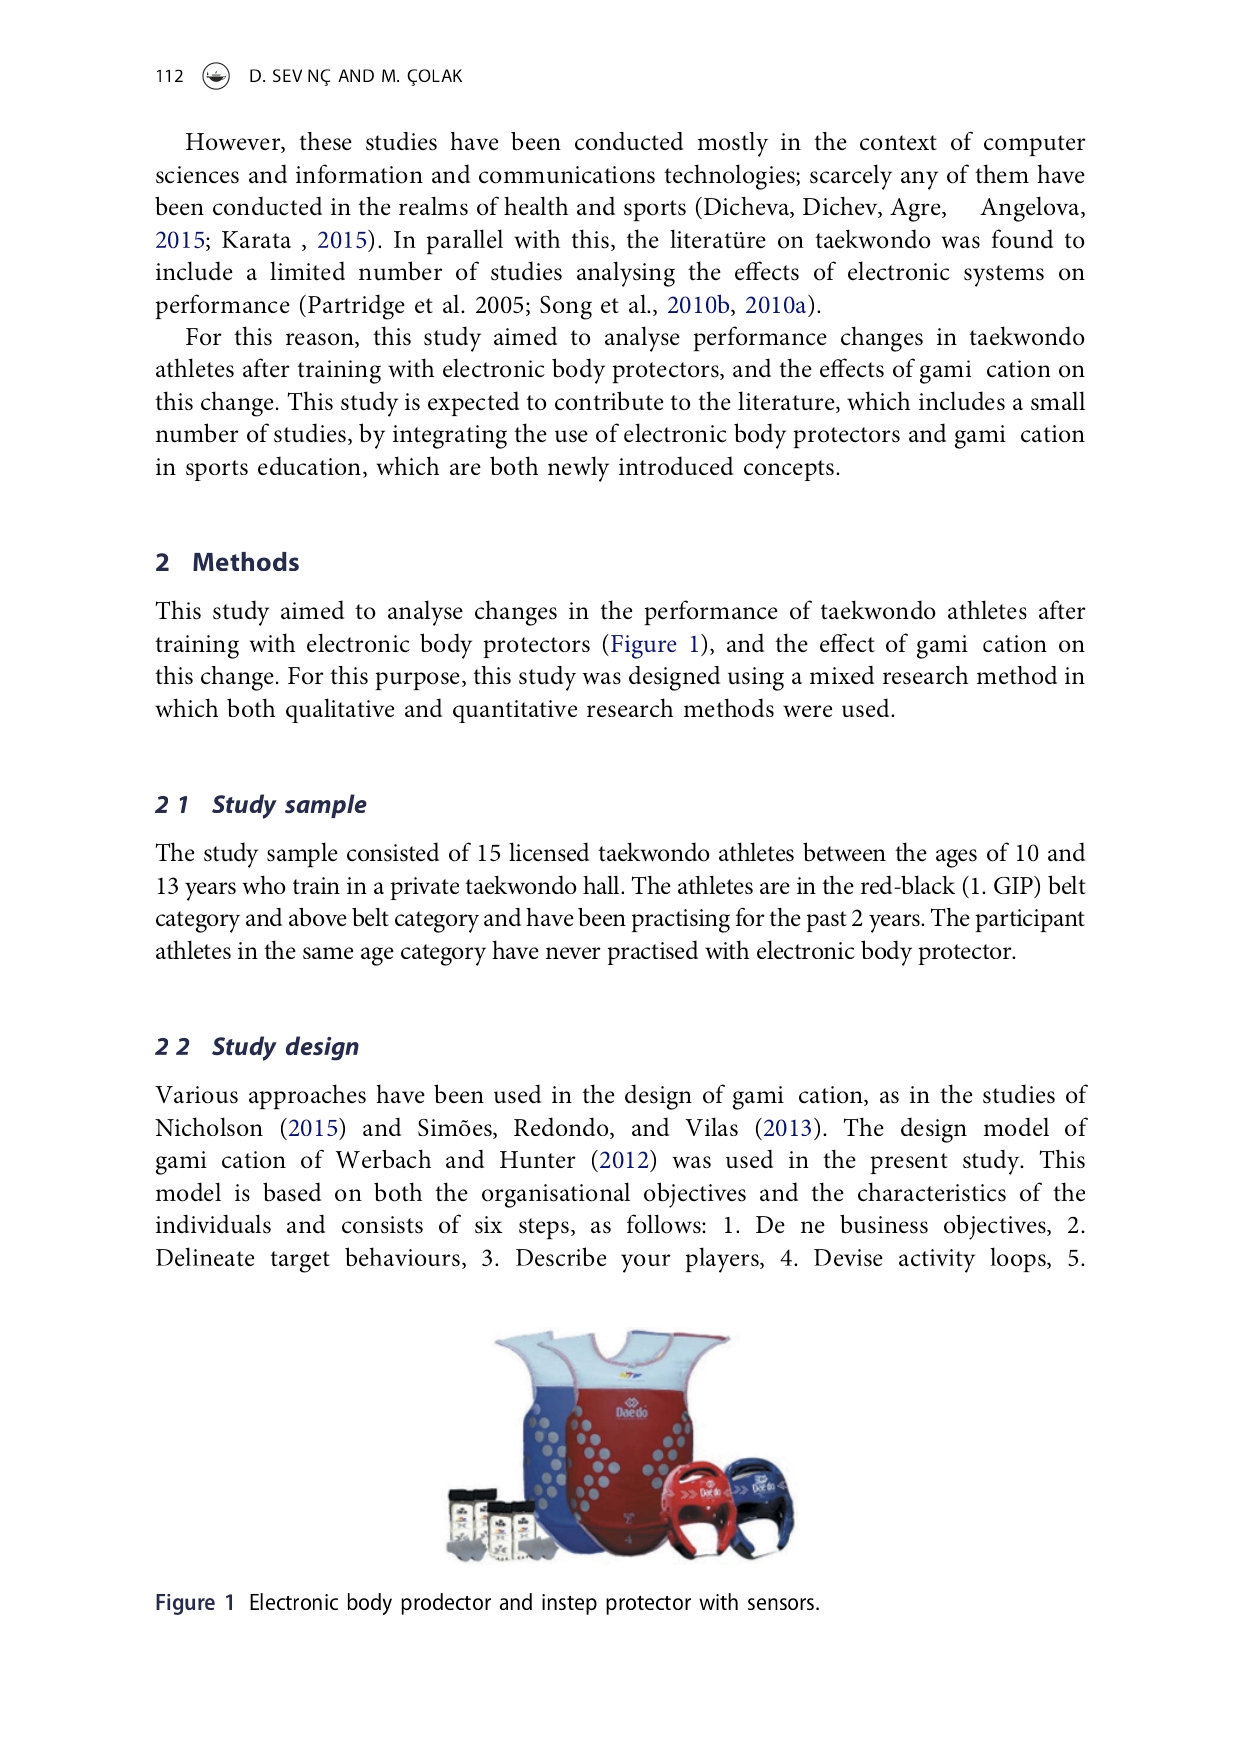 112 D. SEV NÇ AND M. ÇOLAK
However, these studies have been conducted mostly in the context of computer
sciences and information and communications technologies; scarcely any of them have
been conducted in the realms of health and sports (Dicheva, Dichev, Agre, Angelova,
2015; Karata , 2015). In parallel with this, the literatüre on taekwondo was found to
include a limited number of studies analysing the effects of electronic systems on
performance (Partridge et al. 2005; Song et al., 2010b, 2010a).
For this reason, this study aimed to analyse performance changes in taekwondo
athletes after training with electronic body protectors, and the effects of gami cation on
this change. This study is expected to contribute to the literature, which includes a small
number of studies, by integrating the use of electronic body protectors and gami cation
in sports education, which are both newly introduced concepts.
2 Methods
This study aimed to analyse changes in the performance of taekwondo athletes after
training with electronic body protectors (Figure 1), and the effect of gami cation on
this change. For this purpose, this study was designed using a mixed research method in
which both qualitative and quantitative research methods were used.
2 1 Study sample
The study sample consisted of 15 licensed taekwondo athletes between the ages of 10 and
13 years who train in a private taekwondo hall. The athletes are in the red-black (1. GIP) belt
category and above belt category and have been practising for the past 2 years. The participant
athletes in the same age category have never practised with electronic body protector.
2 2 Study design
Various approaches have been used in the design of gami cation, as in the studies of
Nicholson (2015) and Simões, Redondo, and Vilas (2013). The design model of
gami cation of Werbach and Hunter (2012) was used in the present study. This
model is based on both the organisational objectives and the characteristics of the
individuals and consists of six steps, as follows: 1. De ne business objectives, 2.
Delineate target behaviours, 3. Describe your players, 4. Devise activity loops, 5.
Daedo
Daedo
Daedo
Figure 1 Electronic body prodector and instep protector with sensors.